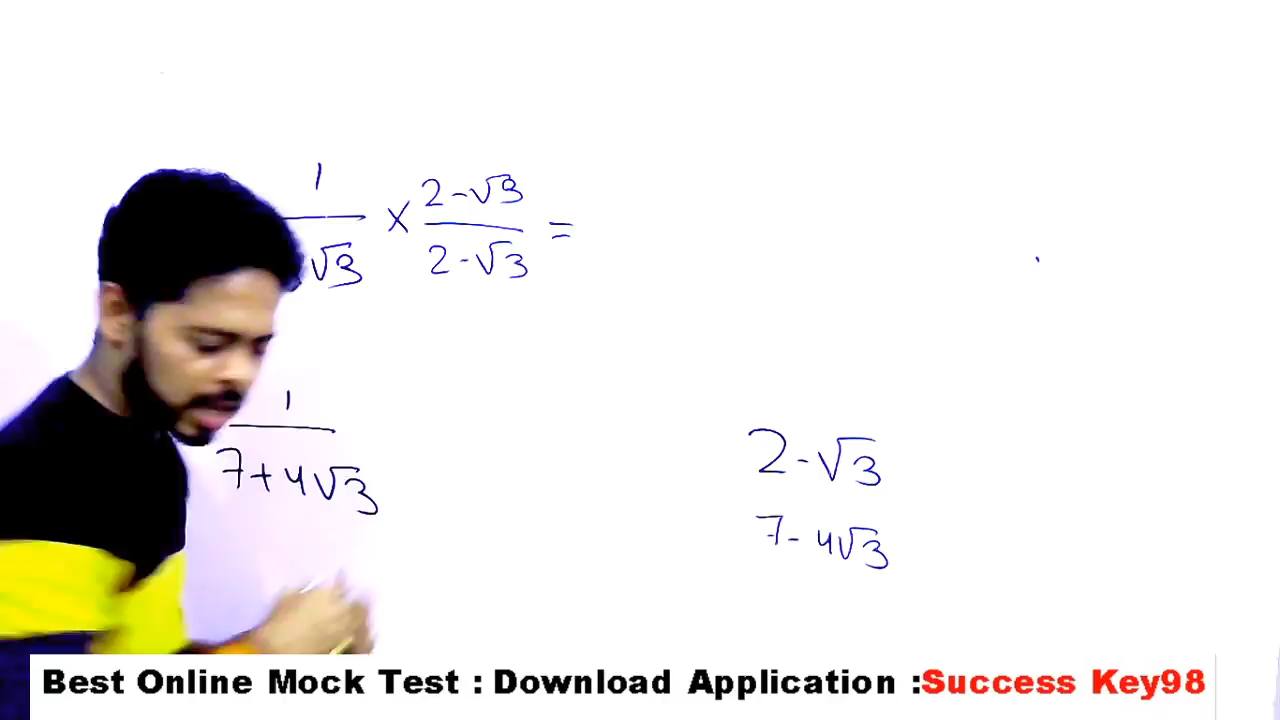 1 / √3 × 2-√3 / 2-√3 =
1 / 7+4√3
2-√3
7-4√3
Best Online Mock Test : Download Application :Success Key98